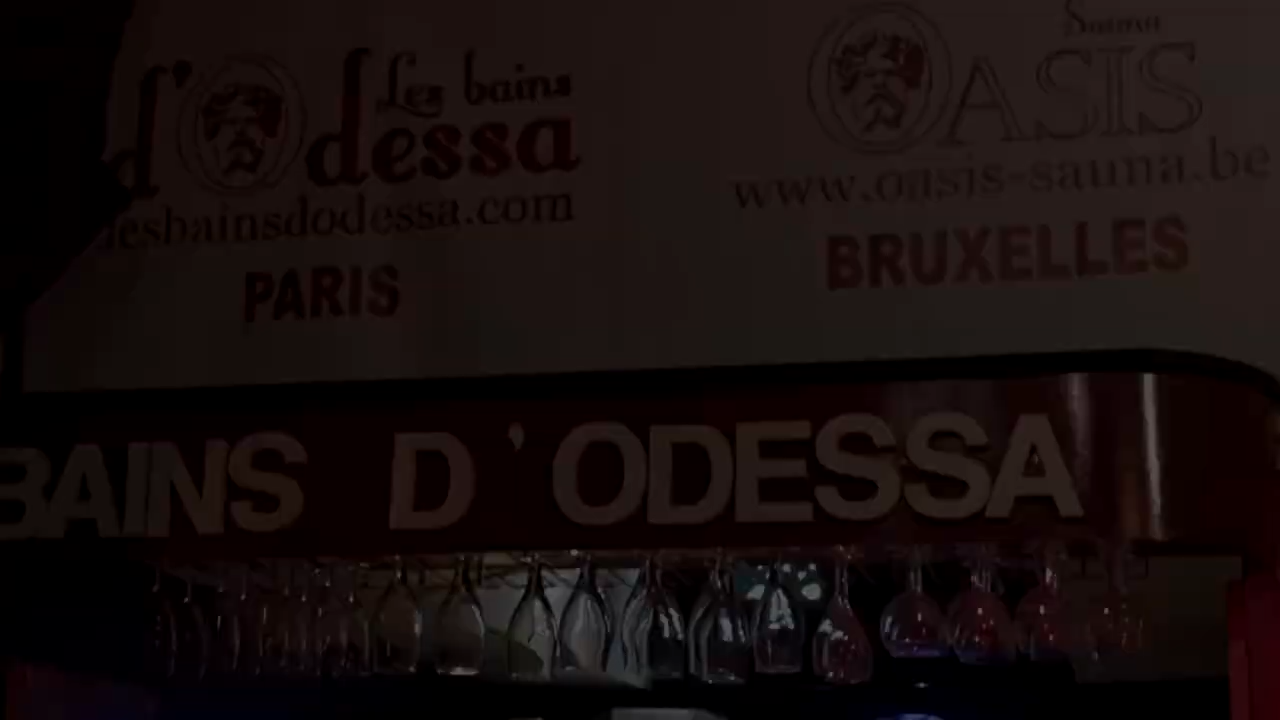 Les bains
d'Odessa
lesbainsdodessa.com
PARIS
Sauna
OASIS
www.oasis-sauna.be
BRUXELLES
BAINS D'ODESSA